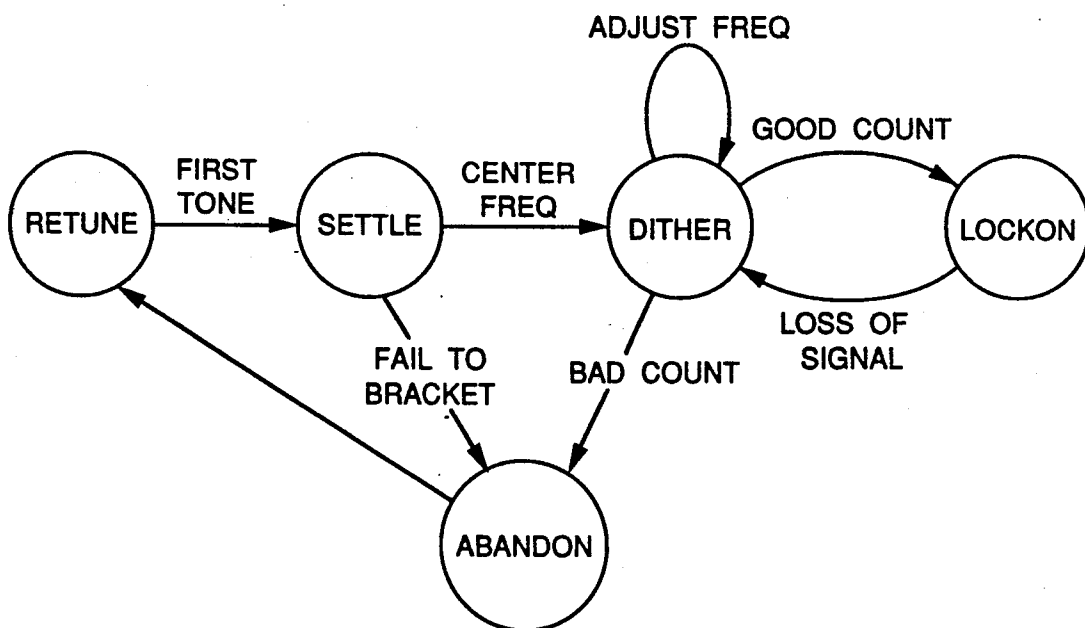 ADJUST FREQ
GOOD COUNT
FIRST
TONE
CENTER
FREQ
RETUNE
SETTLE
DITHER
LOCKON
LOSS OF
SIGNAL
FAIL TO
BRACKET
BAD COUNT
ABANDON